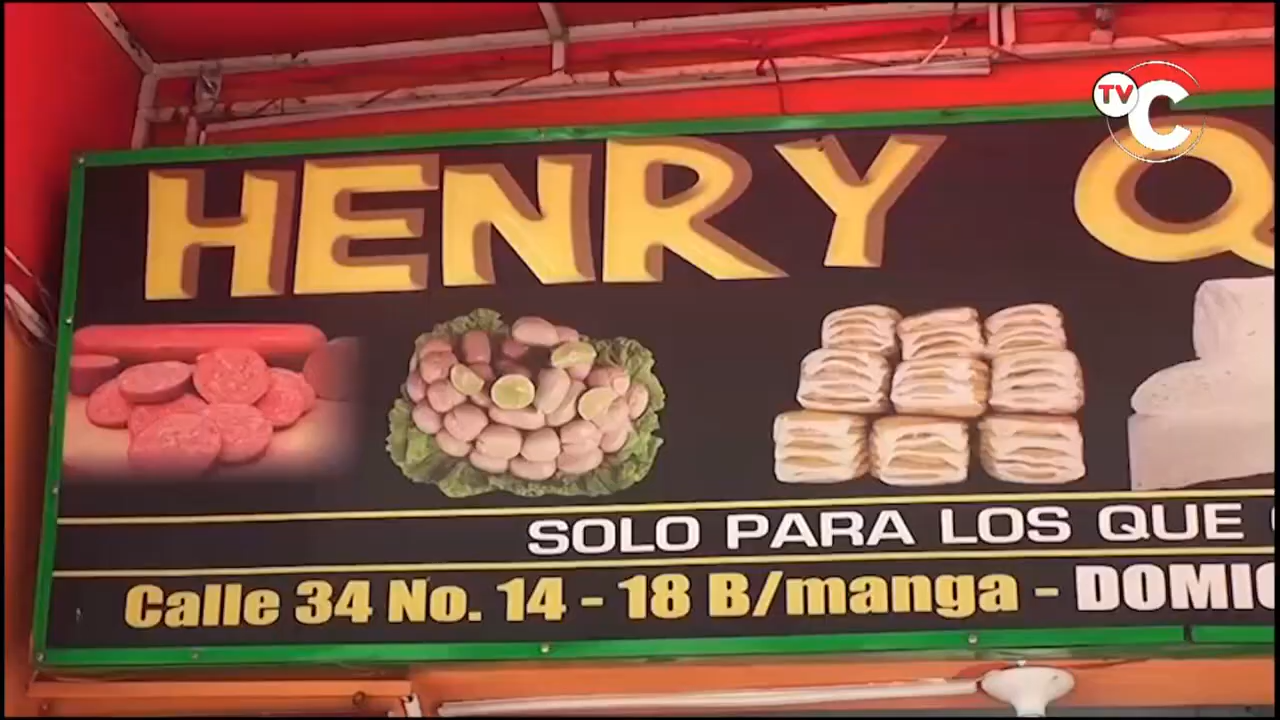 TV C
HENRY Q
SOLO PARA LOS QUE
Calle 34 No. 14 - 18 B/manga - DOMIC